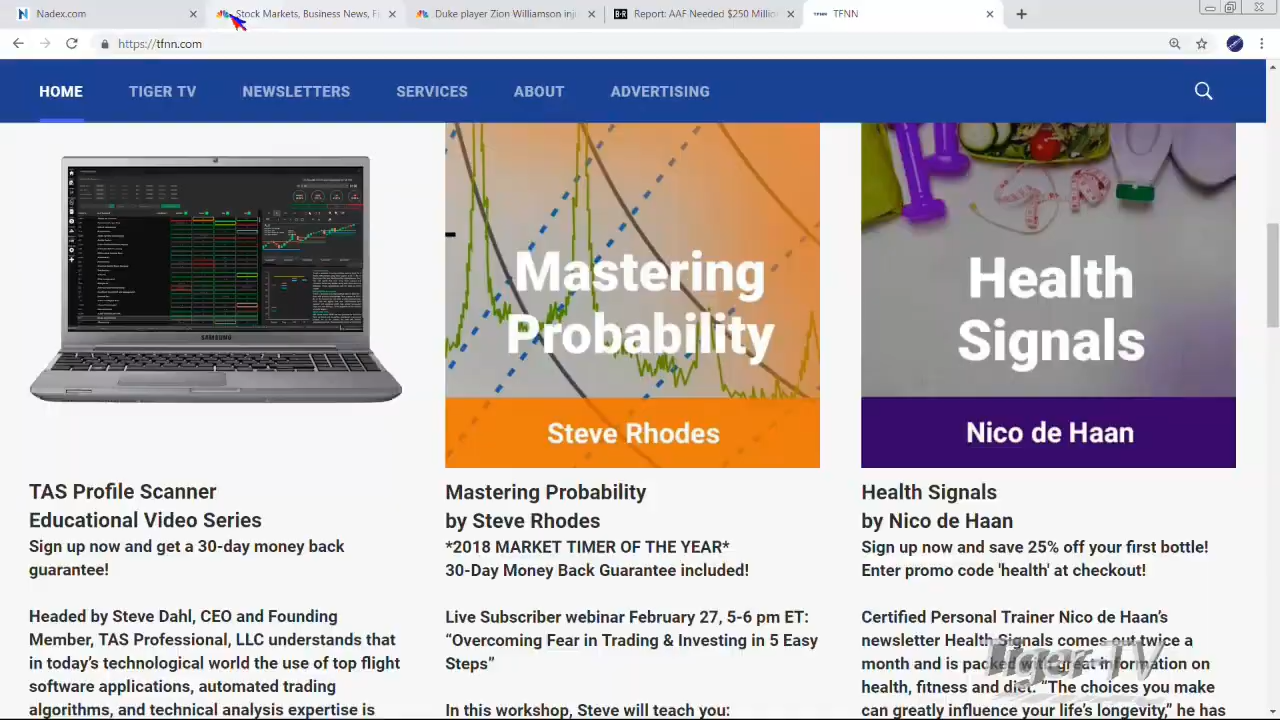 Nadex.com
Stock Markets, Business News, Fi
Duke player Zion Williamson inju
B·R Report: AAF Needed $250 Million
TFNN TFNN
https://tfnn.com
HOME TIGER TV NEWSLETTERS SERVICES ABOUT ADVERTISING
SAMSUNG
Mastering
Probability
Steve Rhodes
Health
Signals
Nico de Haan
TAS Profile Scanner
Educational Video Series
Sign up now and get a 30-day money back
guarantee!
Headed by Steve Dahl, CEO and Founding
Member, TAS Professional, LLC understands that
in today's technological world the use of top flight
software applications, automated trading
algorithms, and technical analysis expertise is
Mastering Probability
by Steve Rhodes
*2018 MARKET TIMER OF THE YEAR*
30-Day Money Back Guarantee included!
Live Subscriber webinar February 27, 5-6 pm ET:
“Overcoming Fear in Trading & Investing in 5 Easy
Steps”
In this workshop, Steve will teach you:
Health Signals
by Nico de Haan
Sign up now and save 25% off your first bottle!
Enter promo code 'health' at checkout!
Certified Personal Trainer Nico de Haan’s
newsletter Health Signals comes out twice a
month and is packed with great information on
health, fitness and diet. “The choices you make
can greatly influence your life’s longevity,” he has
Tiger TV